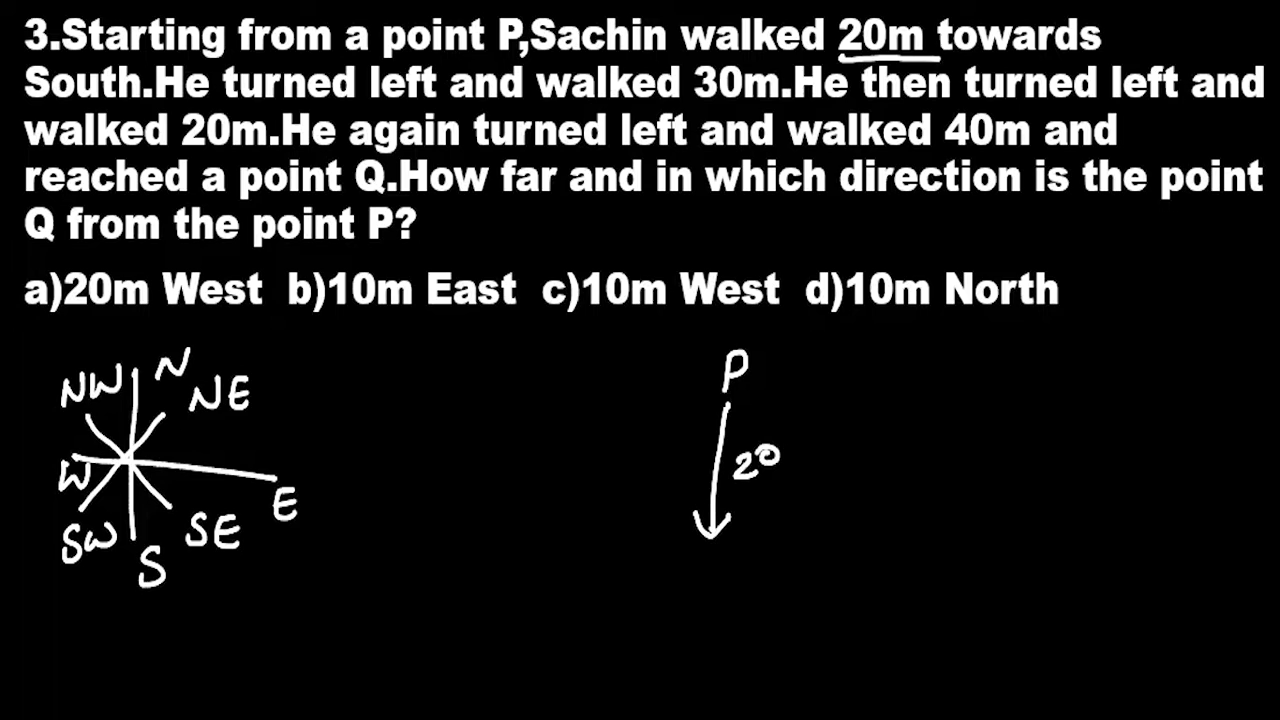 3.Starting from a point P,Sachin walked 20m towards
South.He turned left and walked 30m.He then turned left and
walked 20m.He again turned left and walked 40m and
reached a point Q.How far and in which direction is the point
Q from the point P?
a)20m West b)10m East c)10m West d)10m North
NW N NE
W E
SW S SE
P
20